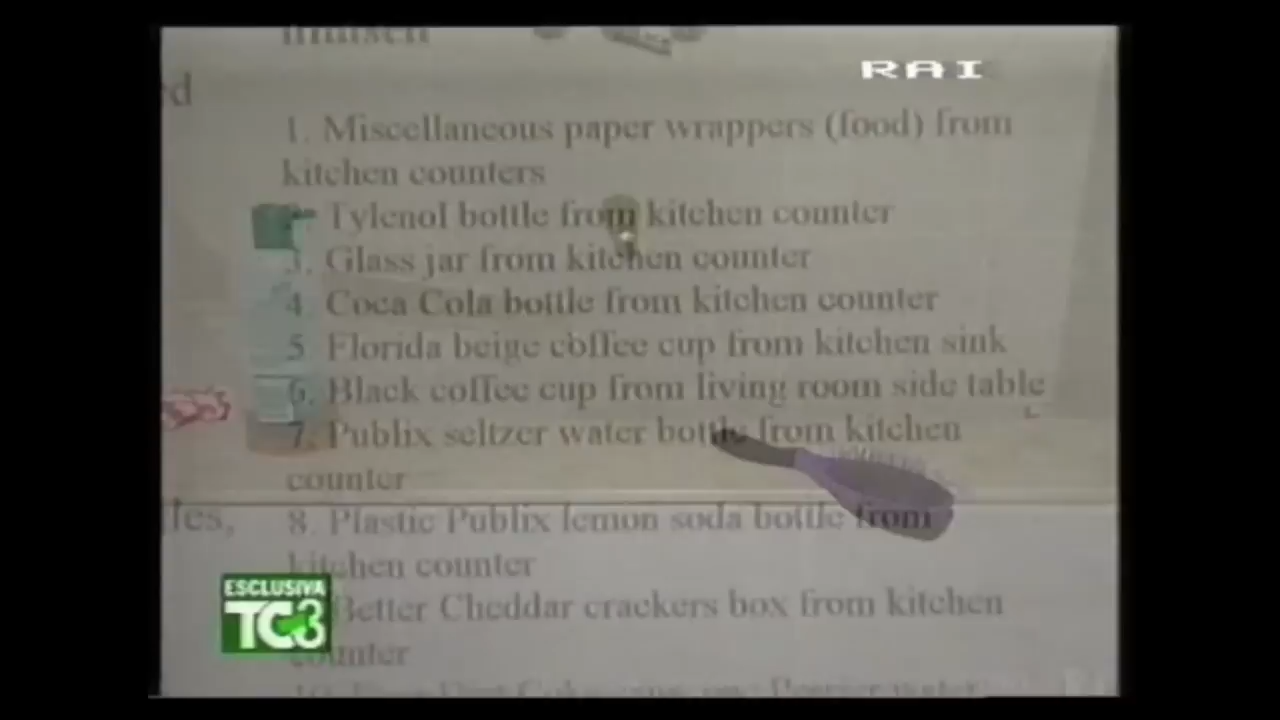 RAI
rd
1. Miscellaneous paper wrappers (food) from
kitchen counters
2. Tylenol bottle from kitchen counter
3. Glass jar from kitchen counter
4. Coca Cola bottle from kitchen counter
5. Florida beige coffee cup from kitchen sink
6. Black coffee cup from living room side table
7. Publix seltzer water bottle from kitchen
counter
les,
8. Plastic Publix lemon soda bottle from
kitchen counter
Better Cheddar crackers box from kitchen
counter
ESCLUSIVA
TG3